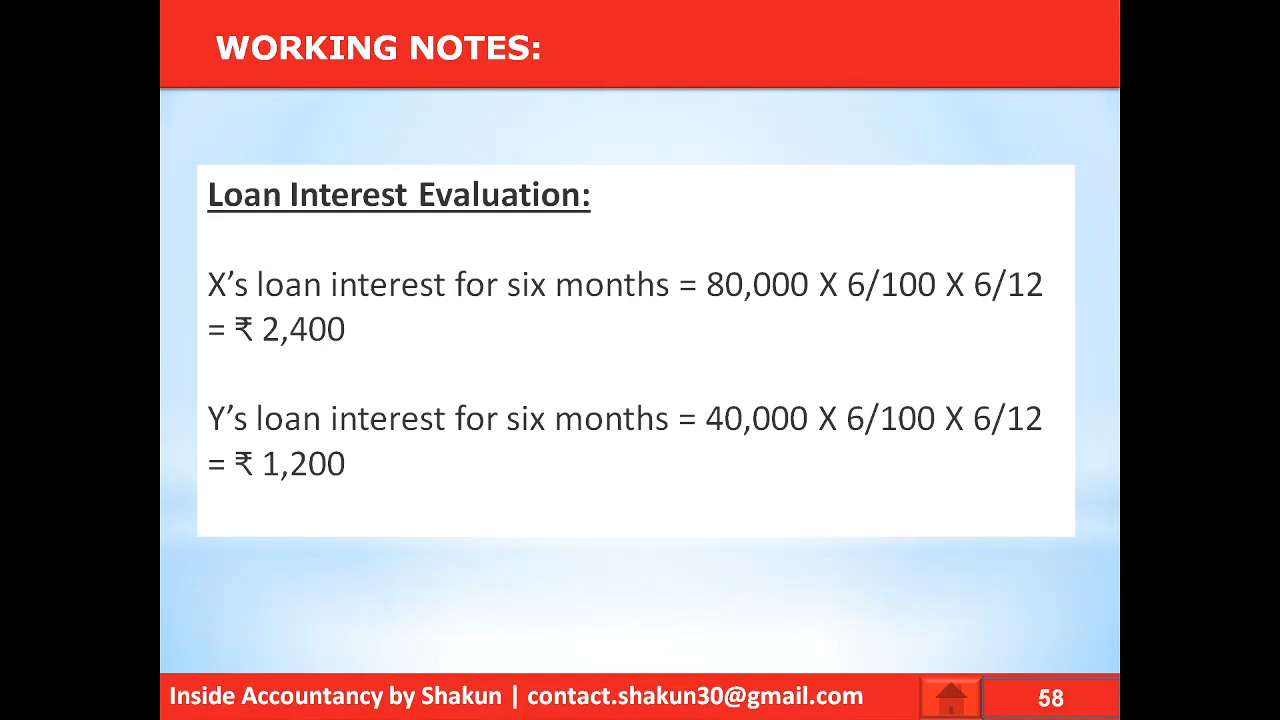 WORKING NOTES:
Loan Interest Evaluation:
X’s loan interest for six months = 80,000 X 6/100 X 6/12
= ₹ 2,400
Y’s loan interest for six months = 40,000 X 6/100 X 6/12
= ₹ 1,200
Inside Accountancy by Shakun | contact.shakun30@gmail.com
58